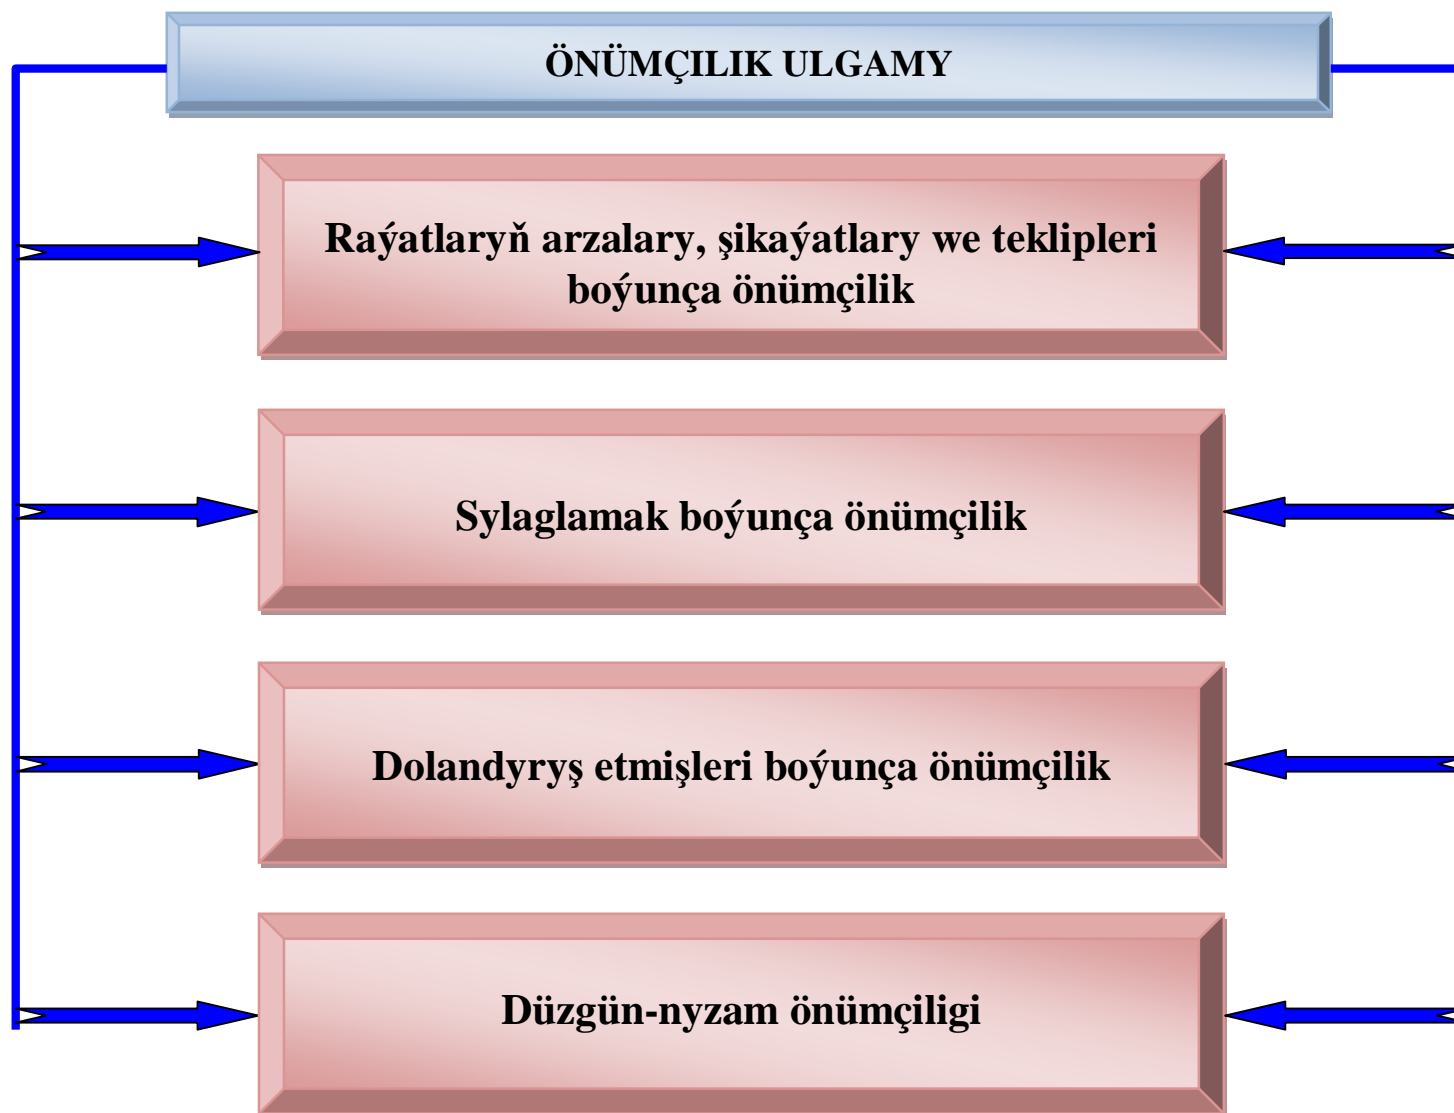 ÖNÜMÇILIK ULGAMY
Raýatlaryň arzalary, şikaýatlary we teklipleri
boýunça önümçilik
Sylaglamak boýunça önümçilik
Dolandyryş etmişleri boýunça önümçilik
Düzgün-nyzam önümçiligi